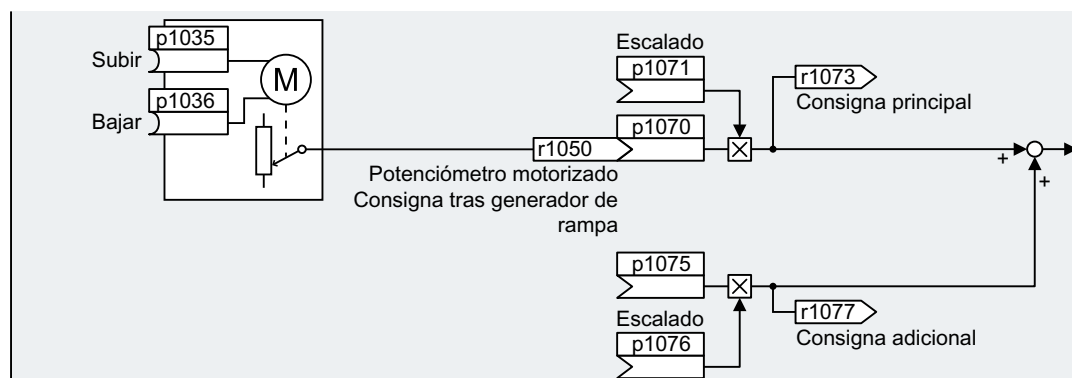 p1035
Subir
M
p1036
Bajar
Escalado
p1071
r1073
Consigna principal
p1070
r1050
Potenciómetro motorizado
Consigna tras generador de
rampa
+
+
p1075
r1077
Consigna adicional
Escalado
p1076